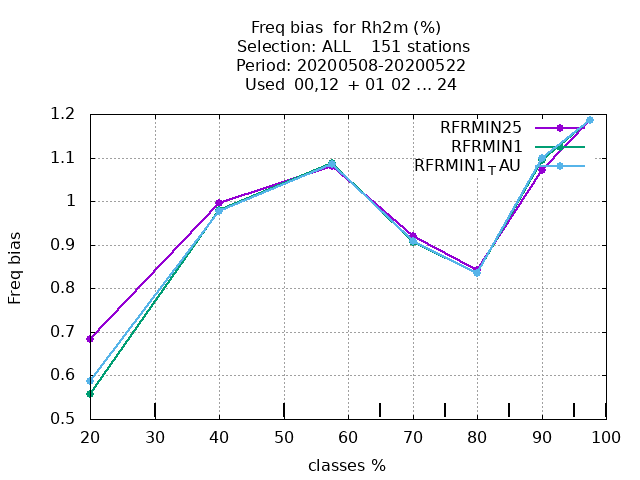 Freq bias  for Rh2m (%)
Selection: ALL    151 stations
Period: 20200508-20200522
Used  00,12  + 01 02 ... 24
1.2
1.1
1
0.9
0.8
0.7
0.6
0.5
Freq bias
RFRMIN25
RFRMIN1
RFRMIN1TAU
20 30 40 50 60 70 80 90 100
classes %